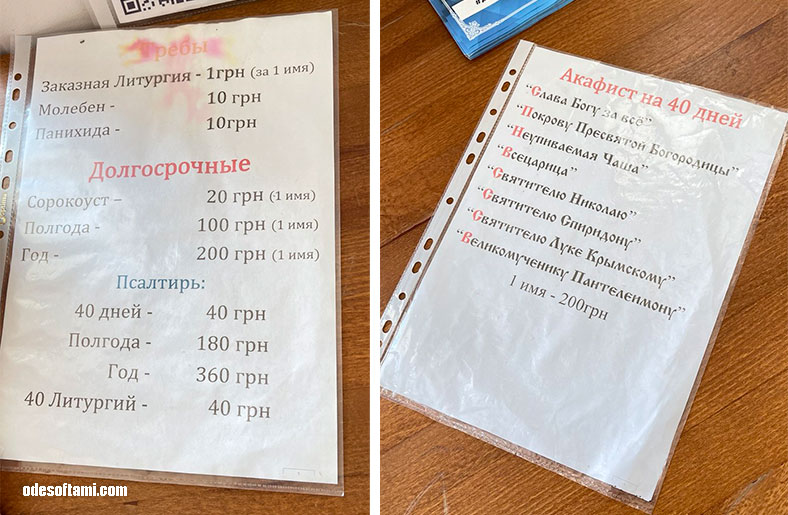 Требы
Заказная Литургия - 1грн (за 1 имя)
Молебен - 10 грн
Панихида - 10грн
Долгосрочные
Сорокоуст – 20 грн (1 имя)
Полгода - 100 грн (1 имя)
Год - 200 грн (1 имя)
Псалтирь:
40 дней - 40 грн
Полгода - 180 грн
Год - 360 грн
40 Литургий - 40 грн
odesoftami.com
Акафист на 40 дней
“Слава Богу за всё”
“Покрову Пресвятой Богородицы”
“Неупиваемая Чаша”
“Всецарица”
“Святителю Николаю”
“Святителю Спиридону”
“Святителю Луке Крымскому”
“Великомученику Пантелеимону”
1 имя - 200грн